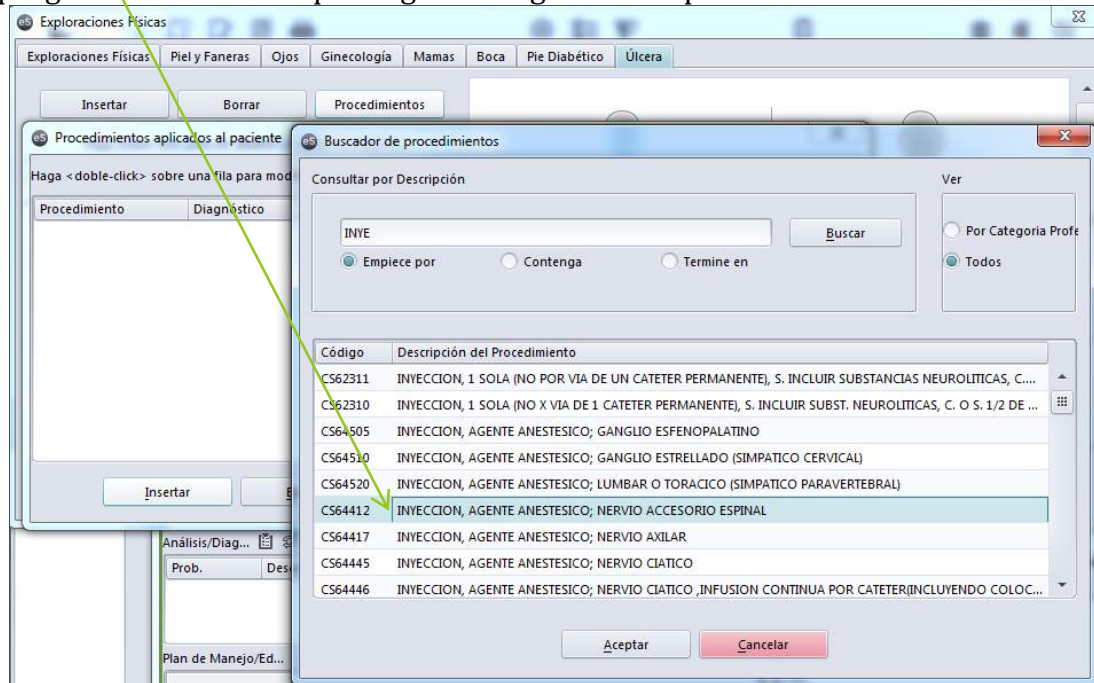 Exploraciones Físicas
Exploraciones Físicas Piel y Faneras Ojos Ginecología Mamas Boca Pie Diabético Úlcera
Insertar Borrar Procedimientos
Procedimientos aplicados al paciente
Haga <doble-click> sobre una fila para mod
Procedimiento Diagnóstico
Insertar
Análisis/Diag...
Prob. Des
Plan de Manejo/Ed...
Buscador de procedimientos
Consultar por Descripción
Ver
INYE
Buscar
Por Categoria Profe
Empiece por Contenga Termine en
Todos
Código Descripción del Procedimiento
CS62311 INYECCION, 1 SOLA (NO POR VIA DE UN CATETER PERMANENTE), S. INCLUIR SUBSTANCIAS NEUROLITICAS, C....
CS62310 INYECCION, 1 SOLA (NO X VIA DE 1 CATETER PERMANENTE), S. INCLUIR SUBST. NEUROLITICAS, C. O S. 1/2 DE ...
CS64505 INYECCION, AGENTE ANESTESICO; GANGLIO ESFENOPALATINO
CS64510 INYECCION, AGENTE ANESTESICO; GANGLIO ESTRELLADO (SIMPATICO CERVICAL)
CS64520 INYECCION, AGENTE ANESTESICO; LUMBAR O TORACICO (SIMPATICO PARAVERTEBRAL)
CS64412 INYECCION, AGENTE ANESTESICO; NERVIO ACCESORIO ESPINAL
CS64417 INYECCION, AGENTE ANESTESICO; NERVIO AXILAR
CS64445 INYECCION, AGENTE ANESTESICO; NERVIO CIATICO
CS64446 INYECCION, AGENTE ANESTESICO; NERVIO CIATICO ,INFUSION CONTINUA POR CATETER(INCLUYENDO COLOC...
Aceptar Cancelar